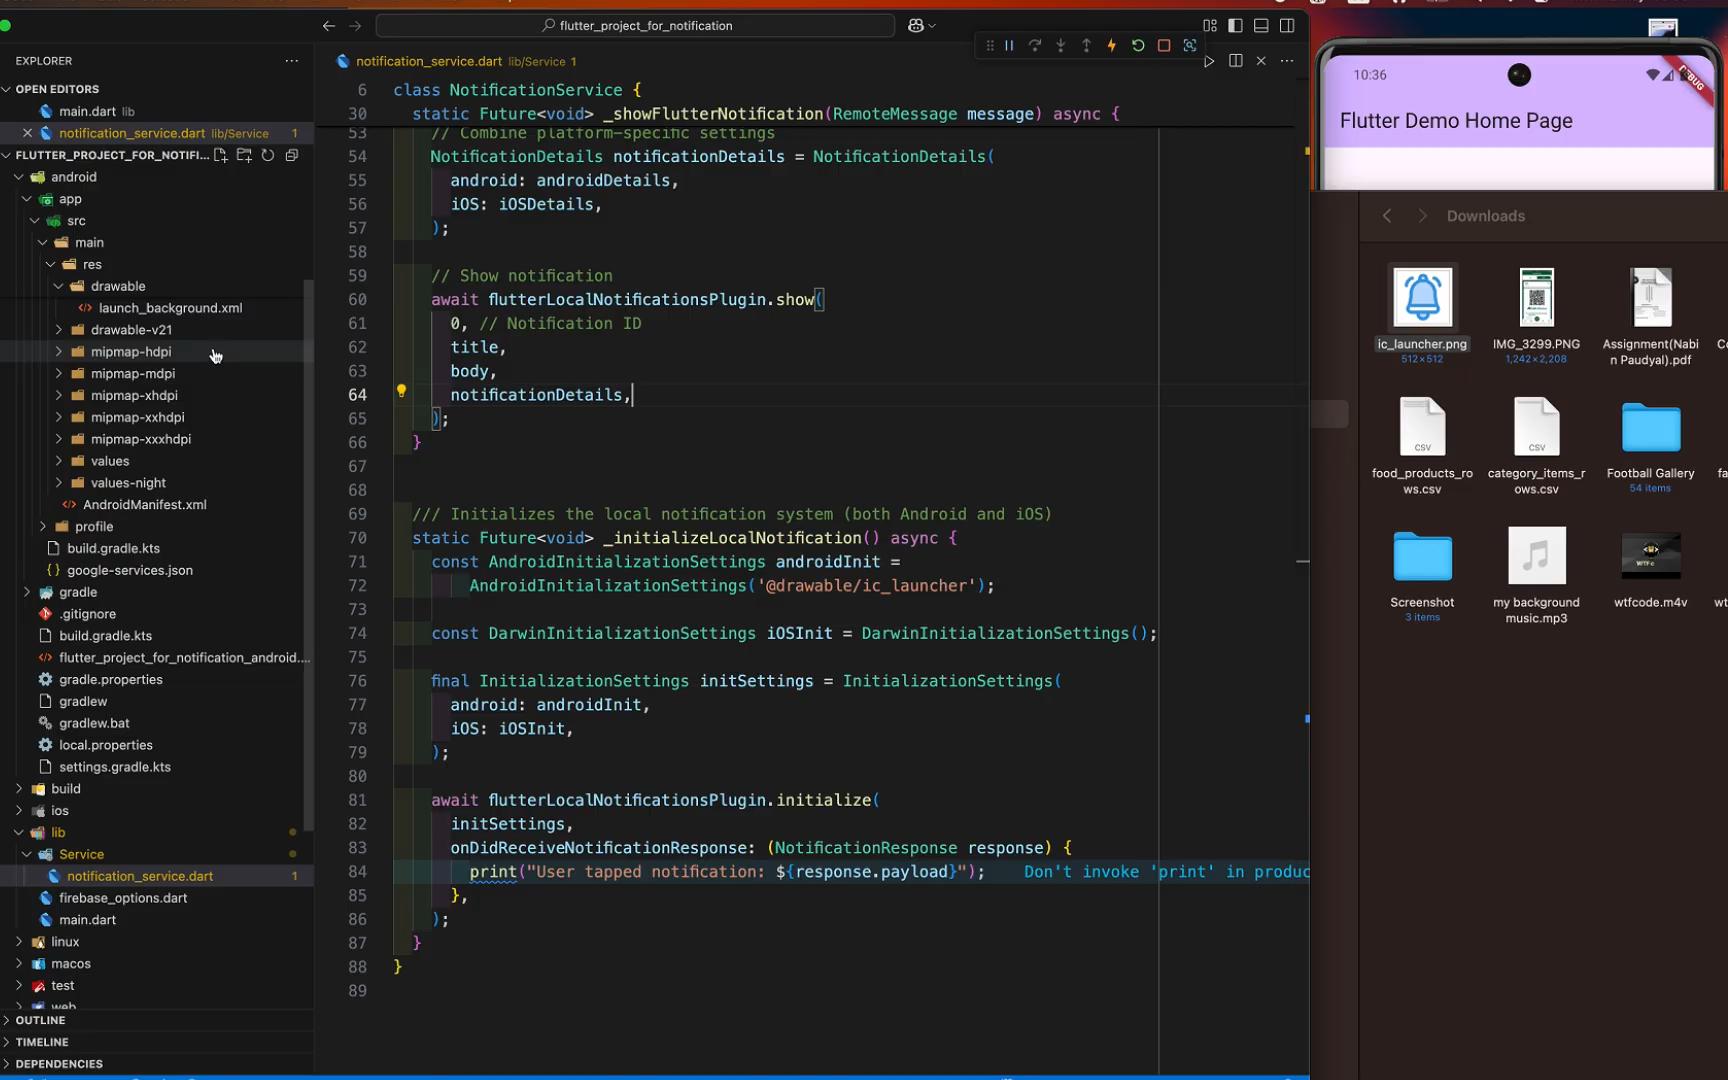 flutter_project_for_notification
EXPLORER
OPEN EDITORS
main.dart lib
notification_service.dart lib/Service 1
FLUTTER_PROJECT_FOR_NOTIFI...
android
app
src
main
res
drawable
launch_background.xml
drawable-v21
mipmap-hdpi
mipmap-mdpi
mipmap-xhdpi
mipmap-xxhdpi
mipmap-xxxhdpi
values
values-night
AndroidManifest.xml
profile
build.gradle.kts
google-services.json
gradle
.gitignore
build.gradle.kts
flutter_project_for_notification_android....
gradle.properties
gradlew
gradlew.bat
local.properties
settings.gradle.kts
build
ios
lib
Service
notification_service.dart 1
firebase_options.dart
main.dart
linux
macos
test
web
OUTLINE
TIMELINE
DEPENDENCIES
notification_service.dart lib/Service 1
6 class NotificationService {
30 static Future<void> _showFlutterNotification(RemoteMessage message) async {
53 // Combine platform-specific settings
54 NotificationDetails notificationDetails = NotificationDetails(
55 android: androidDetails,
56 iOS: iOSDetails,
57 );
58
59 // Show notification
60 await flutterLocalNotificationsPlugin.show(
61 0, // Notification ID
62 title,
63 body,
64 notificationDetails,
65 );
66 }
67
68
69 /// Initializes the local notification system (both Android and iOS)
70 static Future<void> _initializeLocalNotification() async {
71 const AndroidInitializationSettings androidInit =
72 AndroidInitializationSettings('@drawable/ic_launcher');
73
74 const DarwinInitializationSettings iOSInit = DarwinInitializationSettings();
75
76 final InitializationSettings initSettings = InitializationSettings(
77 android: androidInit,
78 iOS: iOSInit,
79 );
80
81 await flutterLocalNotificationsPlugin.initialize(
82 initSettings,
83 onDidReceiveNotificationResponse: (NotificationResponse response) {
84 print("User tapped notification: ${response.payload}"); Don't invoke 'print' in produc
85 },
86 );
87 }
88 }
89
10:36
DEBUG
Flutter Demo Home Page
Downloads
ic_launcher.png
512×512
IMG_3299.PNG
1,242×2,208
Assignment(Nabi
n Paudyal).pdf
food_products_ro
ws.csv
category_items_r
ows.csv
Football Gallery
54 items
Screenshot
3 items
my background
music.mp3
wtfcode.m4v